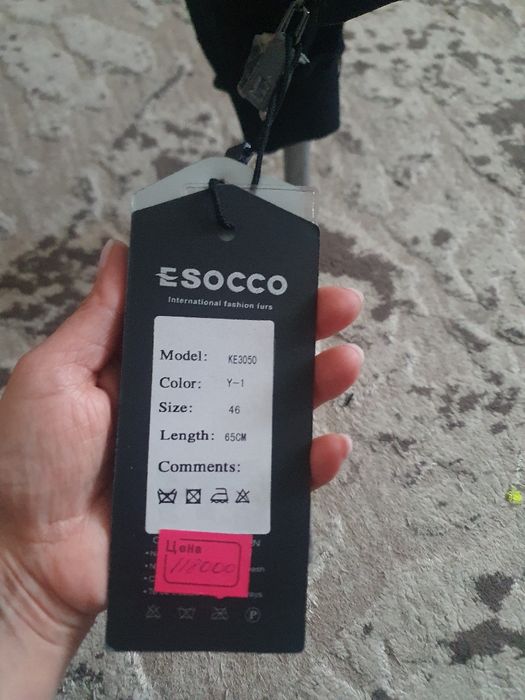 ESOCCO
International fashion furs
Model: KE3050
Color: Y-1
Size: 46
Length: 65CM
Comments:
Цена
118000
P